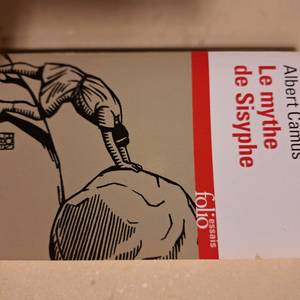 Albert Camus
Le mythe
de Sisyphe
folio
essais